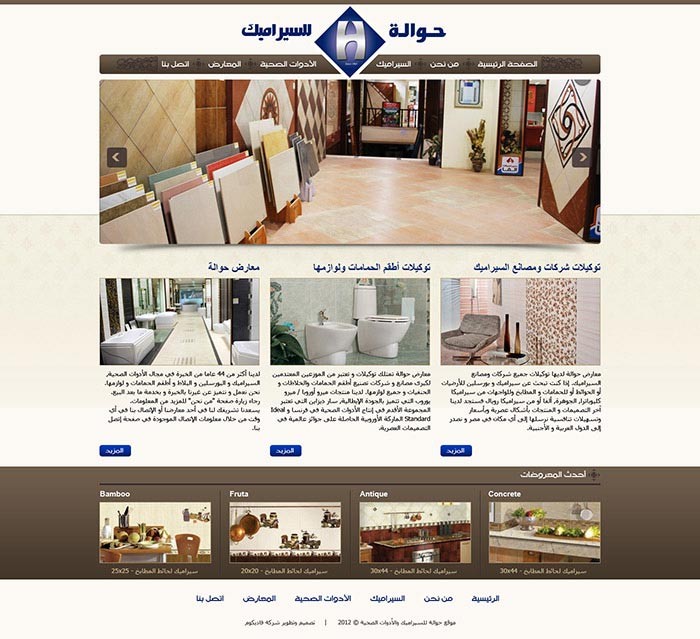 حوالة للسيراميك
الصفحة الرئيسية
من نحن
السيراميك
الأدوات الصحية
المعارض
اتصل بنا
توكيلات شركات ومصانع السيراميك
معارض حوالة لديها توكيلات جميع شركات ومصانع
السيراميك. إذا كنت تبحث عن سيراميك و بورسلين للأرضيات
أو الحوائط أو للحمامات و المطابخ وللواجهات من سيراميكا
كليوباترا, الجوهرة, ألفا أو من سيراميكا رويال فستجد لدينا
آخر التصميمات و المنتجات بأشكال عصرية وبأسعار
وتسهيلات تنافسية نرسلها إلى أي مكان في مصر و نصدر
إلى الدول العربية و الأجنبية.
المزيد
توكيلات أطقم الحمامات ولوازمها
معارض حوالة تمتلك توكيلات و تعتبر من الموزعين المعتمدين
لكبرى مصانع و شركات تصنيع أطقم الحمامات والخلاطات و
الحنفيات و جميع لوازمها. لدينا منتجات ميرو أوروبا / ميرو
يوروب التي تتميز بالجودة الإيطالية, سار ديزاين التي تعتبر
المجموعة الأقدم في إنتاج الأدوات الصحية في فرنسا و Ideal
Standard الماركة الأوروبية الحاصلة على جوائز عالمية في
التصميمات العصرية.
المزيد
معارض حوالة
لدينا أكثر من 44 عاما من الخبرة في مجال الأدوات الصحية,
السيراميك و البورسلين و البلاط و أطقم الحمامات و لوازمها.
نحن نعمل و نتميز عن غيرنا بالخبرة و بخدمة ما بعد البيع.
رجاء زيارة صفحة "من نحن" للمزيد من المعلومات.
يسعدنا تشريفك لنا في أحد معارضنا أو الإتصال بنا في أي
وقت من خلال معلومات الإتصال الموجودة في صفحة إتصل
بنا.
المزيد
أحدث المعروضات
Bamboo
سيراميك لحائط المطابخ - 25x25
Fruta
سيراميك لحائط المطابخ - 20x20
Antique
سيراميك لحائط المطابخ - 30x44
Concrete
سيراميك لحائط المطابخ - 30x44
الرئيسية
من نحن
السيراميك
الأدوات الصحية
المعارض
اتصل بنا
موقع حوالة للسيراميك والأدوات الصحية © 2012 | تصميم وتطوير شركة فاديكوم